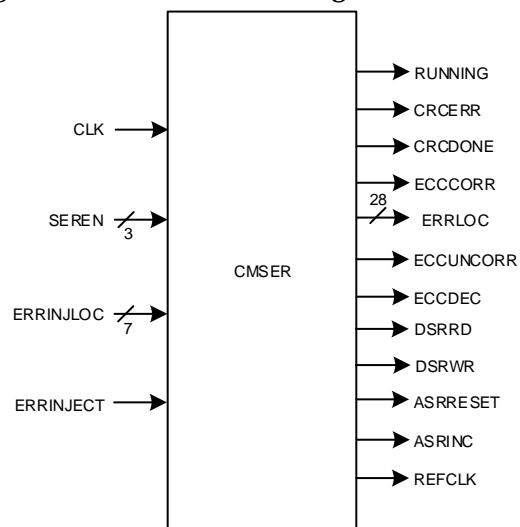 RUNNING
CRCERR
CLK
CRCDONE
ECCCORR
28
SEREN
3
ERRLOC
CMSER
ECCUNCORR
ECCDEC
ERRINJLOC
7
DSRRD
DSRWR
ERRINJECT
ASRRESET
ASRINC
REFCLK